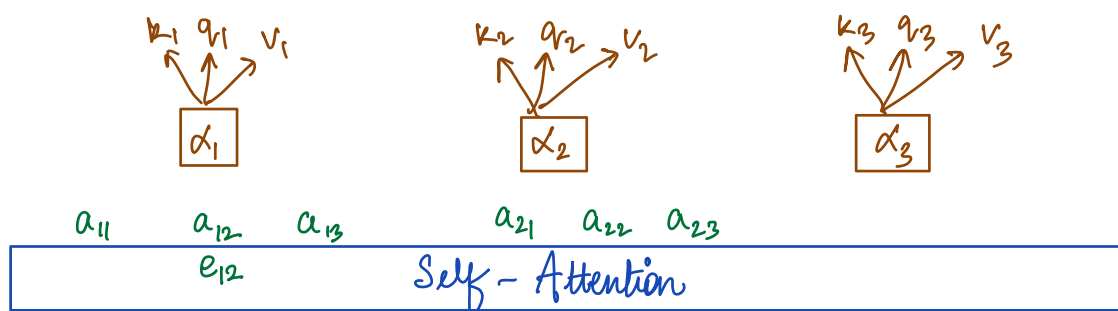 k₁ q₁ v₁ k₂ q₂ v₂ k₃ q₃ v₃
α₁ α₂ α₃
a₁₁ a₁₂ a₁₃ a₂₁ a₂₂ a₂₃
e₁₂ Self-Attention